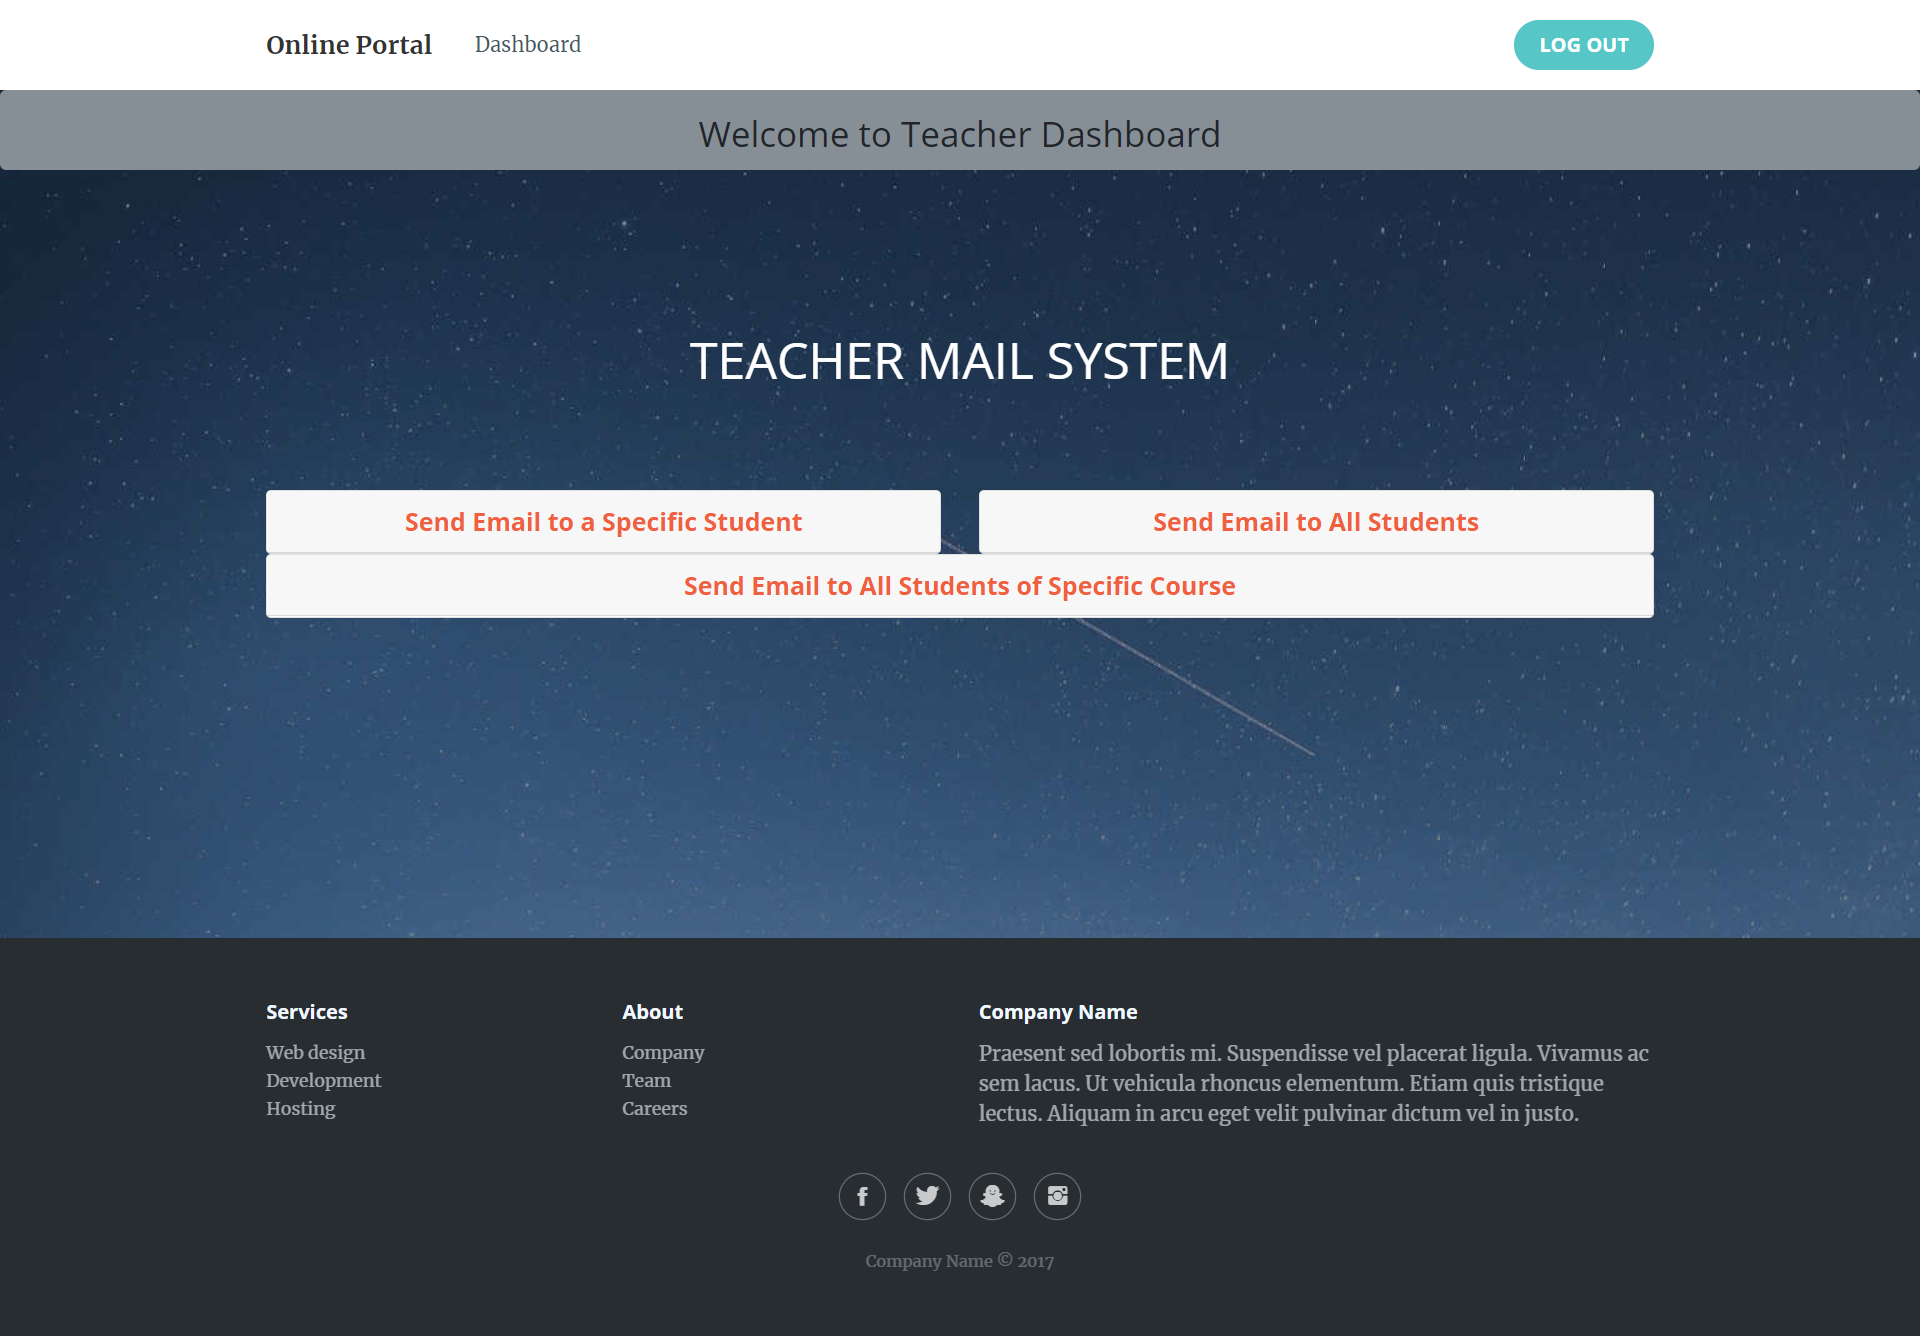 Online Portal
Dashboard
LOG OUT
Welcome to Teacher Dashboard
TEACHER MAIL SYSTEM
Send Email to a Specific Student
Send Email to All Students
Send Email to All Students of Specific Course
Services
Web design
Development
Hosting
About
Company
Team
Careers
Company Name
Praesent sed lobortis mi. Suspendisse vel placerat ligula. Vivamus ac
sem lacus. Ut vehicula rhoncus elementum. Etiam quis tristique
lectus. Aliquam in arcu eget velit pulvinar dictum vel in justo.
Company Name © 2017